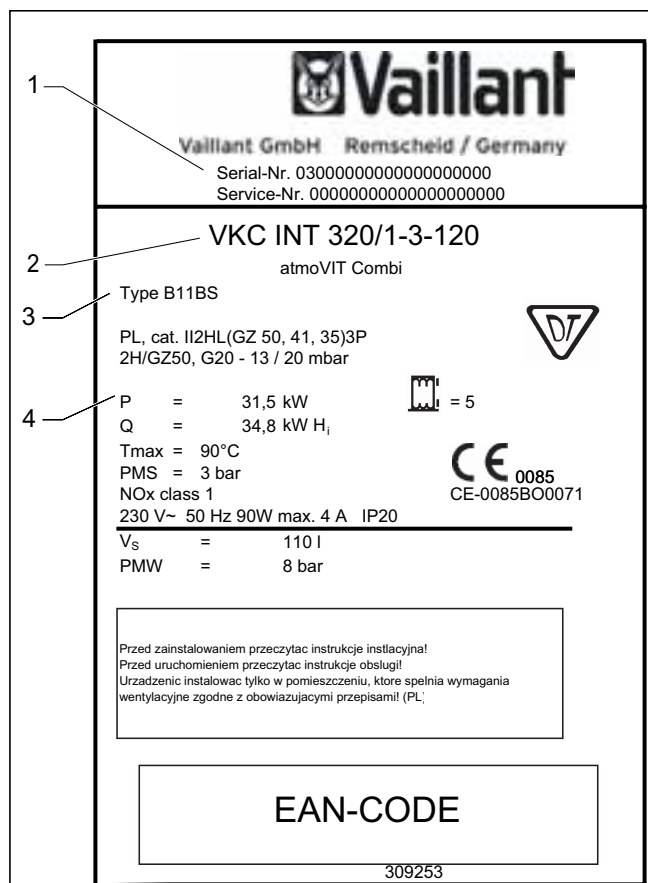 1
Vaillant
Vaillant GmbH Remscheid / Germany
Serial-Nr. 03000000000000000000
Service-Nr. 00000000000000000000
2
VKC INT 320/1-3-120
atmoVIT Combi
3
Type B11BS
DT
PL, cat. II2HL(GZ 50, 41, 35)3P
2H/GZ50, G20 - 13 / 20 mbar
4
P = 31,5 kW = 5
Q = 34,8 kW Hi
Tmax = 90°C
PMS = 3 bar
CE 0085
NOx class 1 CE-0085BO0071
230 V~ 50 Hz 90W max. 4 A IP20
VS = 110 l
PMW = 8 bar
Przed zainstalowaniem przeczytac instrukcje instlacyjna!
Przed uruchomieniem przeczytac instrukcje obslugi!
Urzadzenic instalowac tylko w pomieszczeniu, ktore spelnia wymagania
wentylacyjne zgodne z obowiazujacymi przepisami! (PL)
EAN-CODE
309253